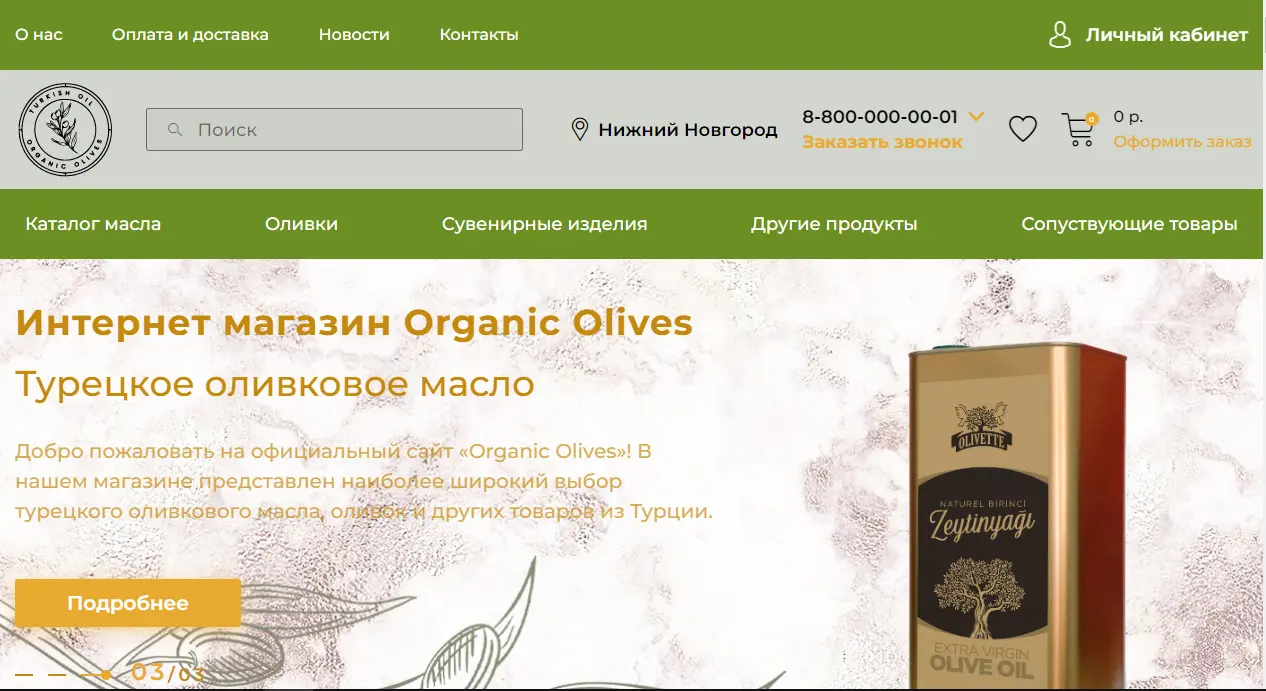 О нас Оплата и доставка Новости Контакты Личный кабинет
TURKISH OIL
ORGANIC OLIVES
Поиск
Нижний Новгород
8-800-000-00-01
Заказать звонок
0
0 р.
Оформить заказ
Каталог масла Оливки Сувенирные изделия Другие продукты Сопуствующие товары
Интернет магазин Organic Olives
Турецкое оливковое масло
Добро пожаловать на официальный сайт «Organic Olives»! В
нашем магазине представлен наиболее широкий выбор
турецкого оливкового масла, оливок и других товаров из Турции.
Подробнее
03/03
OLIVETTE
NATUREL BİRİNCİ
Zeytinyağı
EXTRA VIRGIN
OLIVE OIL